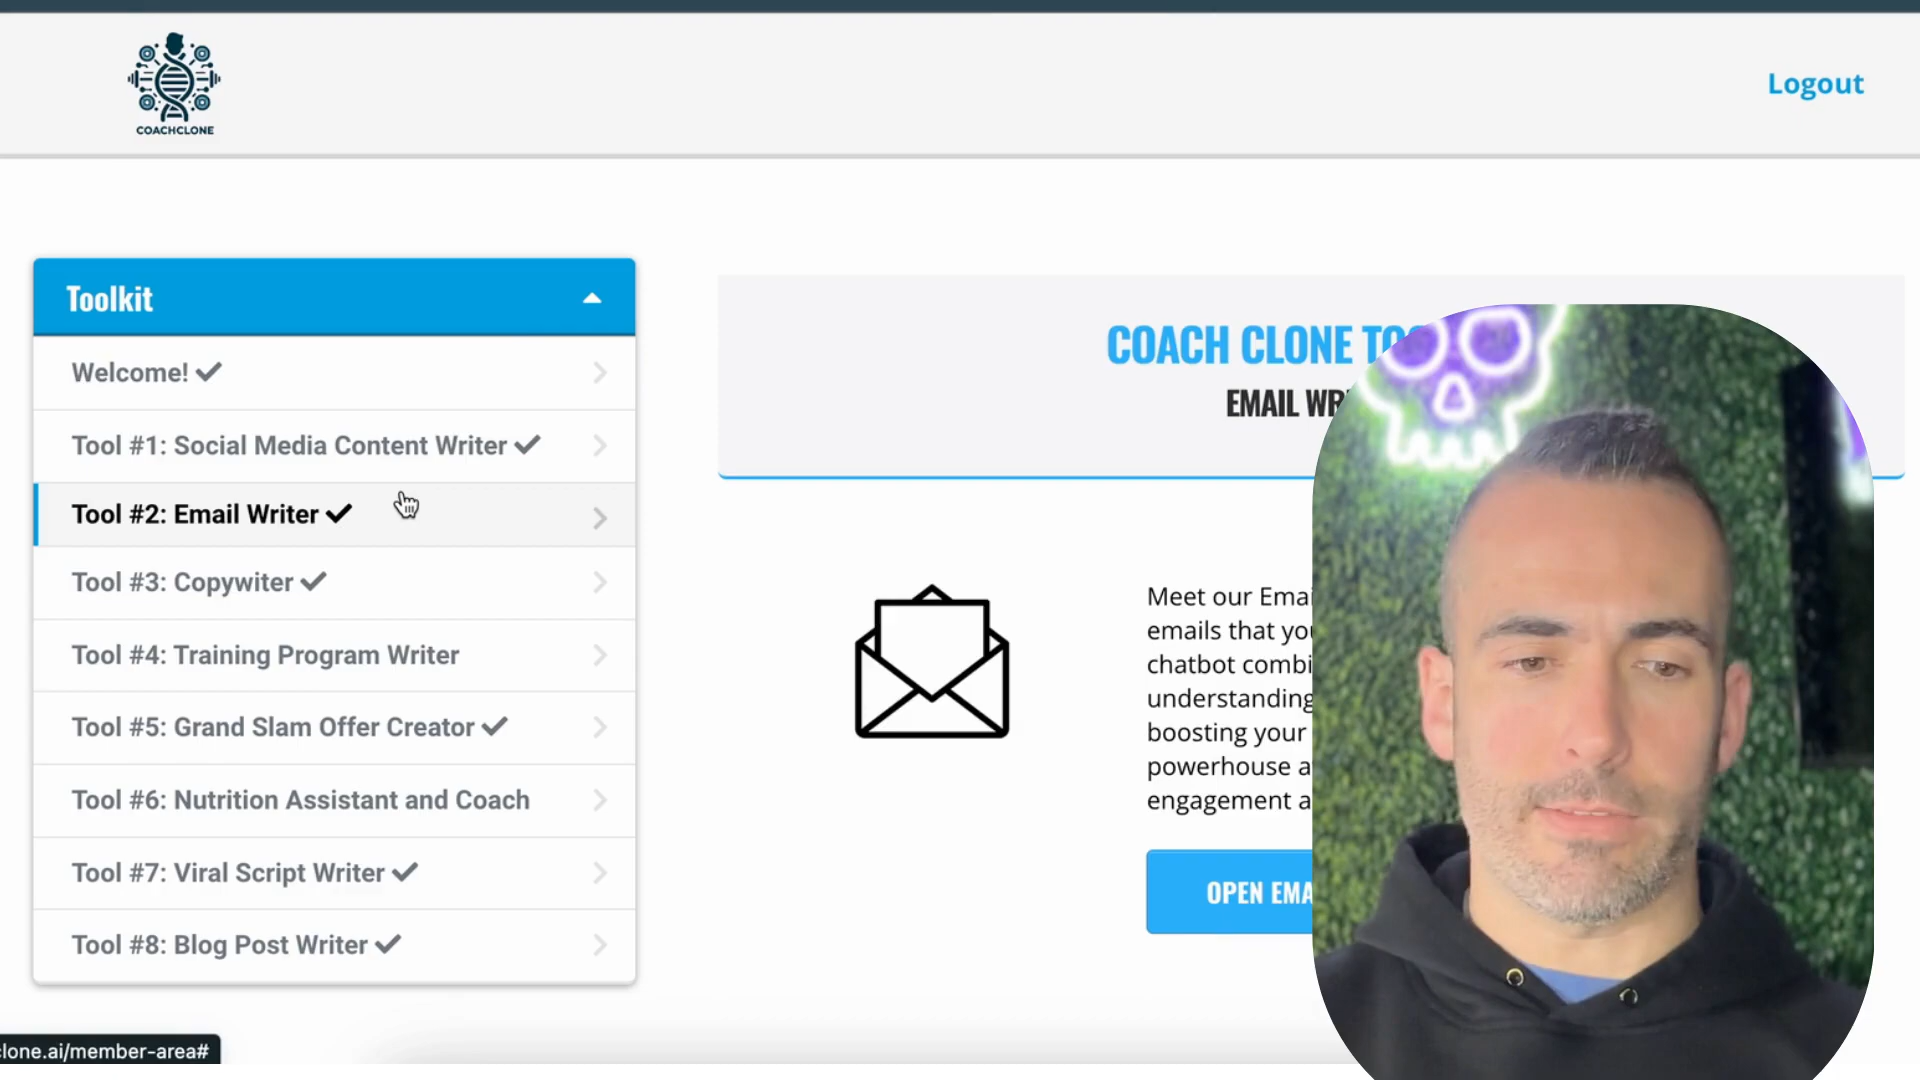 COACHCLONE
Logout
Toolkit
Welcome!
Tool #1: Social Media Content Writer
Tool #2: Email Writer
Tool #3: Copywiter
Tool #4: Training Program Writer
Tool #5: Grand Slam Offer Creator
Tool #6: Nutrition Assistant and Coach
Tool #7: Viral Script Writer
Tool #8: Blog Post Writer
COACH CLONE
EMAIL
Meet our
emails that
chatbot
understanding
boosting your
powerhouse
engagement
OPEN
clone.ai/member-area#